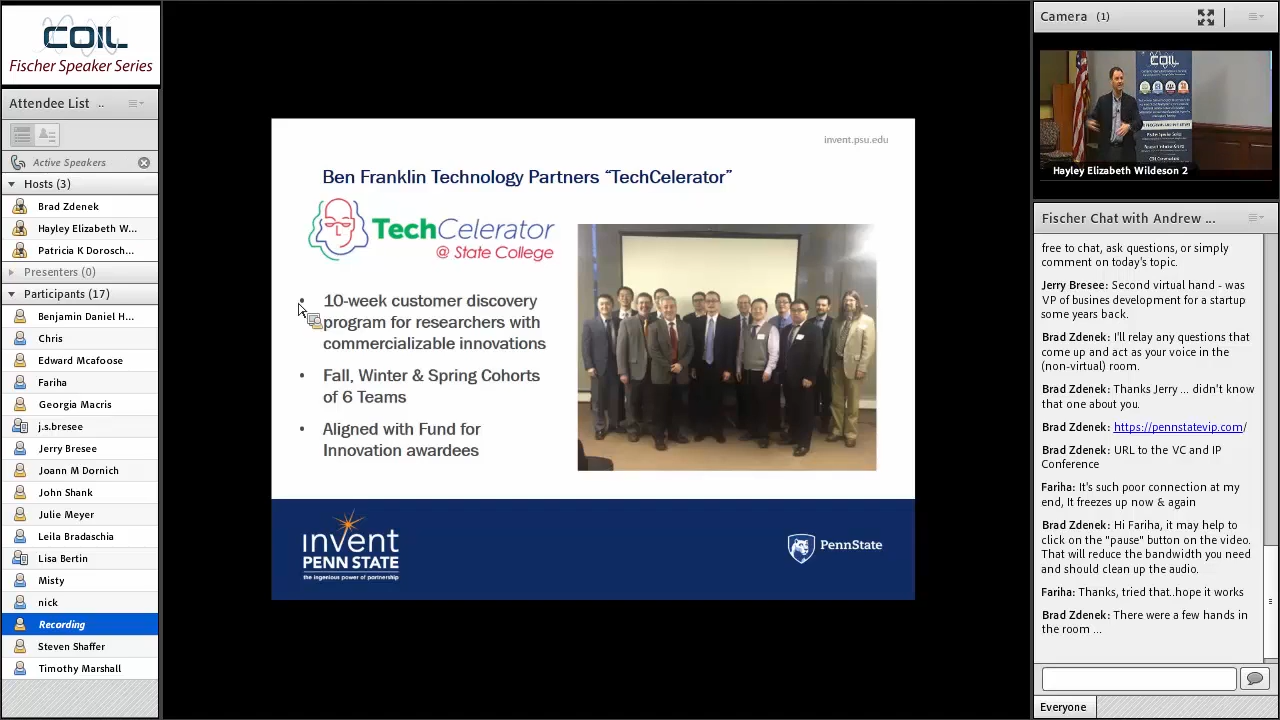 COIL
Fischer Speaker Series
Attendee List ..
Active Speakers
Hosts (3)
Brad Zdenek
Hayley Elizabeth W...
Patricia K Dorosch...
Presenters (0)
Participants (17)
Benjamin Daniel H...
Chris
Edward Mcafoose
Fariha
Georgia Macris
j.s.bresee
Jerry Bresee
Joann M Dornich
John Shank
Julie Meyer
Leila Bradaschia
Lisa Bertin
Misty
nick
Recording
Steven Shaffer
Timothy Marshall
invent.psu.edu
Ben Franklin Technology Partners “TechCelerator”
TechCelerator
@ State College
• 10-week customer discovery
program for researchers with
commercializable innovations
• Fall, Winter & Spring Cohorts
of 6 Teams
• Aligned with Fund for
Innovation awardees
invent
PENN STATE
the ingenious power of partnership
PennState
Camera (1)
COIL
Hayley Elizabeth Wildeson 2
Fischer Chat with Andrew ...
free to chat, ask questions, or simply
comment on today's topic.
Jerry Bresee: Second virtual hand - was
VP of busines development for a startup
some years back.
Brad Zdenek: I'll relay any questions that
come up and act as your voice in the
(non-virtual) room.
Brad Zdenek: Thanks Jerry ... didn't know
that one about you.
Brad Zdenek: https://pennstatevip.com/
Brad Zdenek: URL to the VC and IP
Conference
Fariha: It's such poor connection at my
end, It freezes up now & again
Brad Zdenek: Hi Fariha, it may help to
click on the "pause" button on the video.
That reduce the bandwidth you need
and should clean up the audio.
Fariha: Thanks, tried that..hope it works
Brad Zdenek: There were a few hands in
the room ...
Everyone